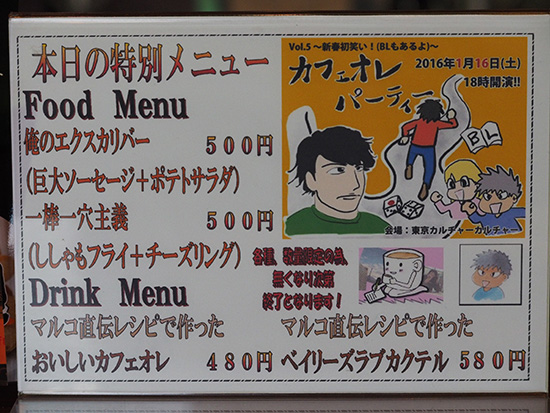 本日の特別メニュー
Food Menu
俺のエクスカリバー 500円
(巨大ソーセージ+ポテトサラダ)
一棒一穴主義 500円
(ししゃもフライ+チーズリング)
Drink Menu
マルコ直伝レシピで作った
おいしいカフェオレ 480円
マルコ直伝レシピで作った
ベイリーズラブカクテル 580円
Vol.5 ～新春初笑い！(BLもあるよ)～
カフェオレ
パーティー
2016年1月16日(土)
18時開演!!
BL
会場：東京カルチャーカルチャー
各種、数量限定の為、
無くなり次第
終了となります！